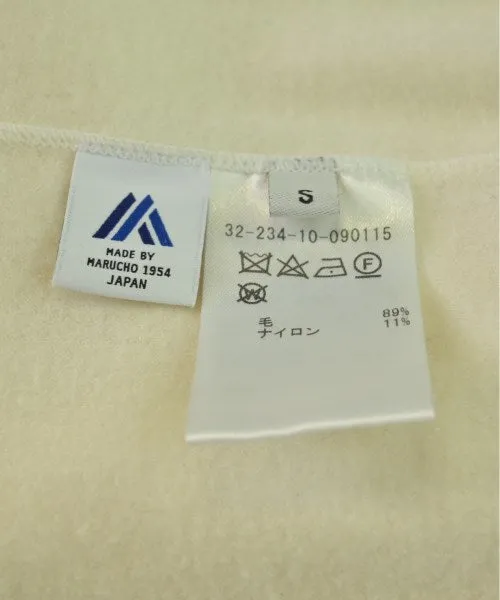 MADE BY
MARUCHO 1954
JAPAN
S
32-234-10-090115
F
W
毛 89%
ナイロン 11%